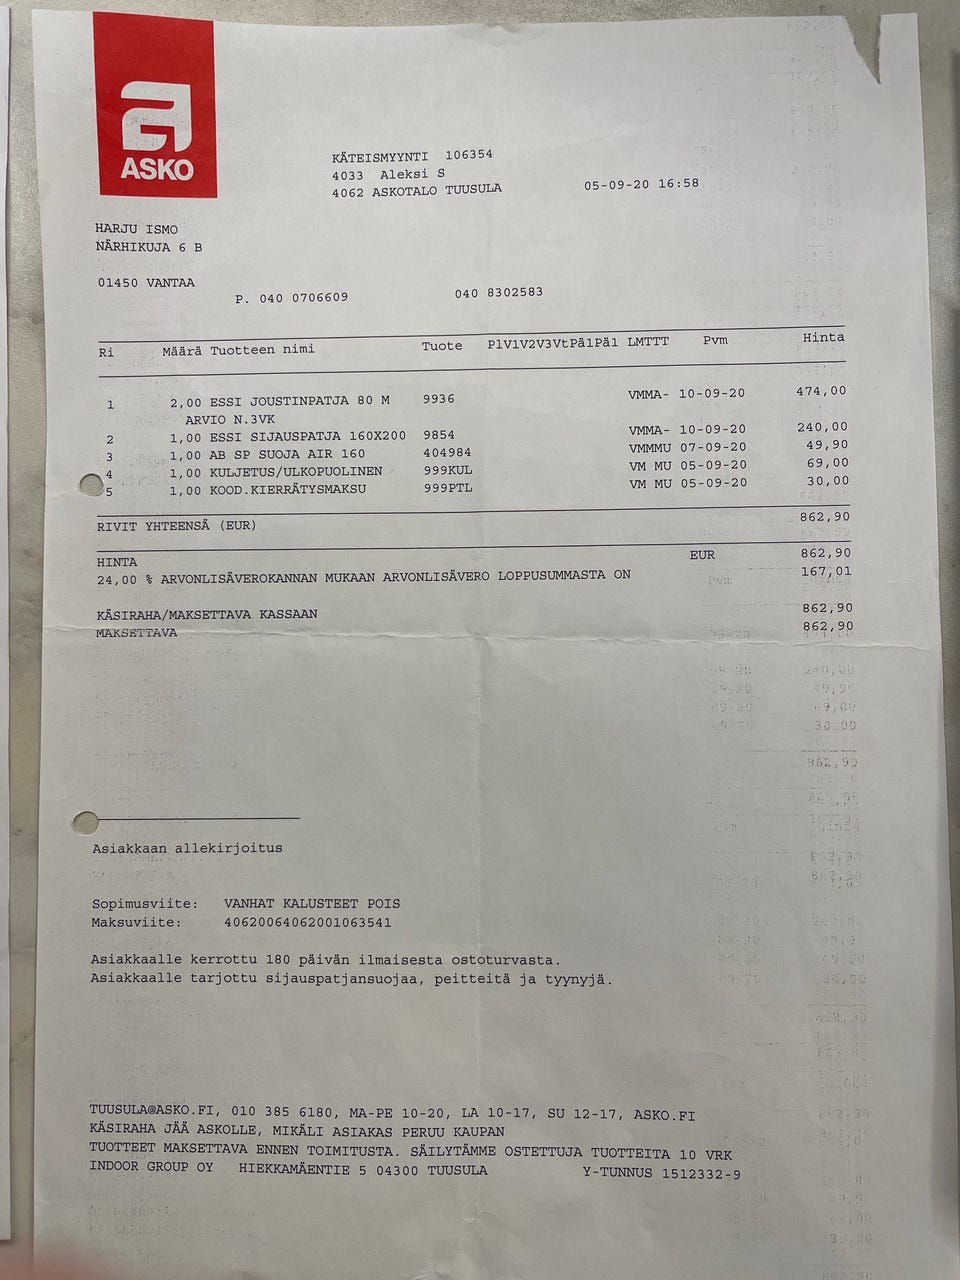 ASKO
KÄTEISMYYNTI 106354
4033 Aleksi S
4062 ASKOTALO TUUSULA 05-09-20 16:58
HARJU ISMO
NÄRHIKUJA 6 B
01450 VANTAA
P. 040 0706609 040 8302583
Ri Määrä Tuotteen nimi Tuote PlV1V2V3VtPä1Pä1 LMTTT Pvm Hinta
1 2,00 ESSI JOUSTINPATJA 80 M 9936 VMMA- 10-09-20 474,00
ARVIO N.3VK
2 1,00 ESSI SIJAUSPATJA 160X200 9854 VMMA- 10-09-20 240,00
3 1,00 AB SP SUOJA AIR 160 404984 VMMMU 07-09-20 49,90
4 1,00 KULJETUS/ULKOPUOLINEN 999KUL VM MU 05-09-20 69,00
5 1,00 KOOD.KIERRÄTYSMAKSU 999PTL VM MU 05-09-20 30,00
RIVIT YHTEENSÄ (EUR) 862,90
HINTA EUR 862,90
24,00 % ARVONLISÄVEROKANNAN MUKAAN ARVONLISÄVERO LOPPUSUMMASTA ON 167,01
KÄSIRAHA/MAKSETTAVA KASSAAN 862,90
MAKSETTAVA 862,90
Asiakkaan allekirjoitus
Sopimusviite: VANHAT KALUSTEET POIS
Maksuviite: 40620064062001063541
Asiakkaalle kerrottu 180 päivän ilmaisesta ostoturvasta.
Asiakkaalle tarjottu sijauspatjansuojaa, peitteitä ja tyynyjä.
TUUSULA@ASKO.FI, 010 385 6180, MA-PE 10-20, LA 10-17, SU 12-17, ASKO.FI
KÄSIRAHA JÄÄ ASKOLLE, MIKÄLI ASIAKAS PERUU KAUPAN
TUOTTEET MAKSETTAVA ENNEN TOIMITUSTA. SÄILYTÄMME OSTETTUJA TUOTTEITA 10 VRK
INDOOR GROUP OY HIEKKAMÄENTIE 5 04300 TUUSULA Y-TUNNUS 1512332-9